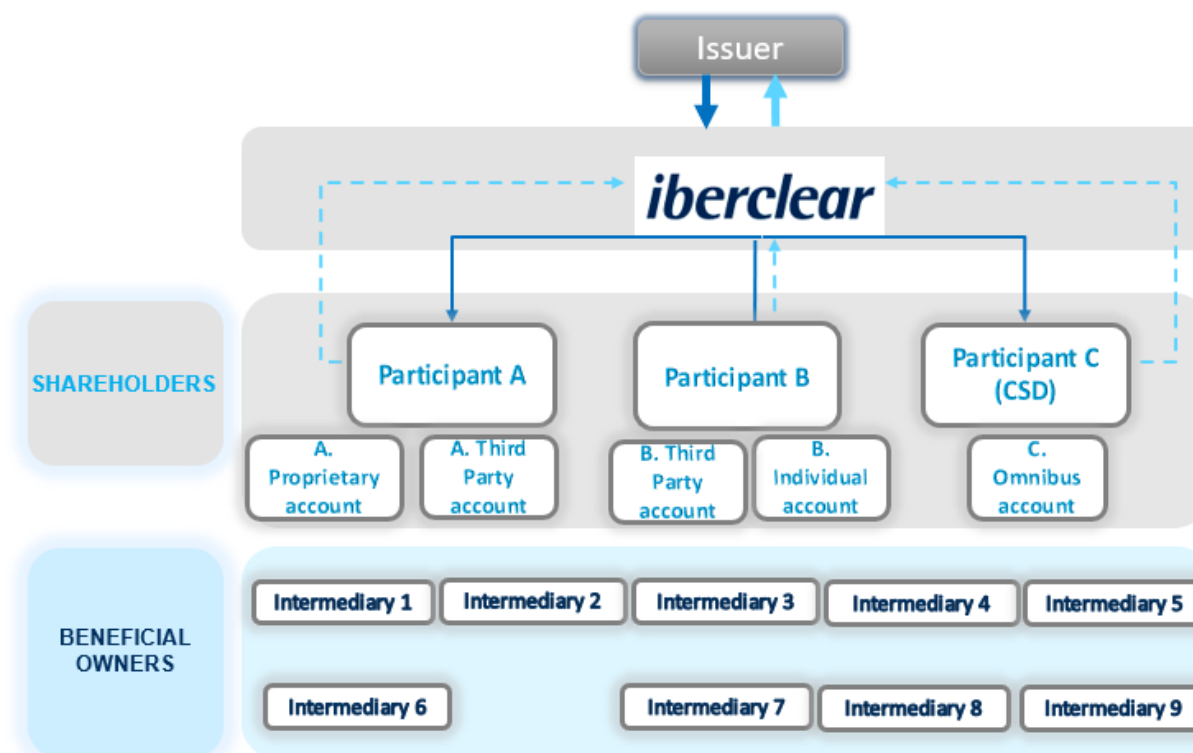 Issuer
iberclear
SHAREHOLDERS
Participant A
Participant B
Participant C
(CSD)
A.
Proprietary
account
A. Third
Party
account
B. Third
Party
account
B.
Individual
account
C.
Omnibus
account
BENEFICIAL
OWNERS
Intermediary 1
Intermediary 2
Intermediary 3
Intermediary 4
Intermediary 5
Intermediary 6
Intermediary 7
Intermediary 8
Intermediary 9